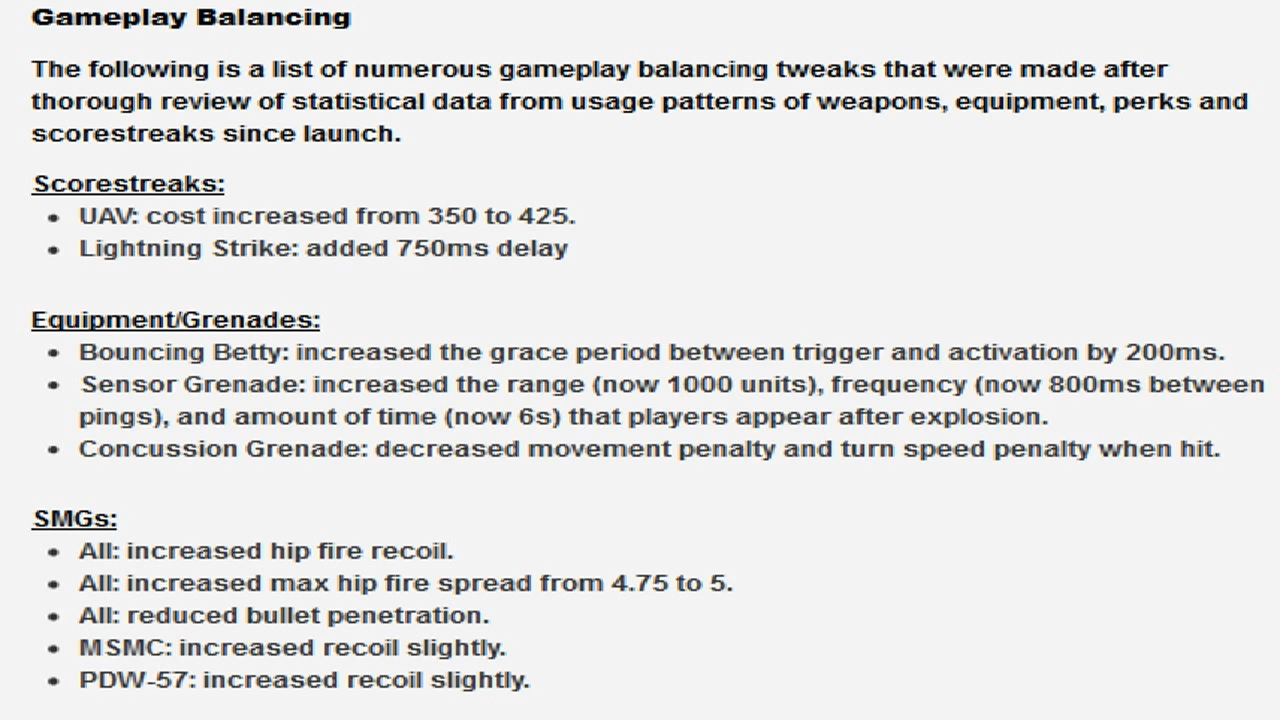 Gameplay Balancing
The following is a list of numerous gameplay balancing tweaks that were made after
thorough review of statistical data from usage patterns of weapons, equipment, perks and
scorestreaks since launch.
Scorestreaks:
• UAV: cost increased from 350 to 425.
• Lightning Strike: added 750ms delay
Equipment/Grenades:
• Bouncing Betty: increased the grace period between trigger and activation by 200ms.
• Sensor Grenade: increased the range (now 1000 units), frequency (now 800ms between
pings), and amount of time (now 6s) that players appear after explosion.
• Concussion Grenade: decreased movement penalty and turn speed penalty when hit.
SMGs:
• All: increased hip fire recoil.
• All: increased max hip fire spread from 4.75 to 5.
• All: reduced bullet penetration.
• MSMC: increased recoil slightly.
• PDW-57: increased recoil slightly.